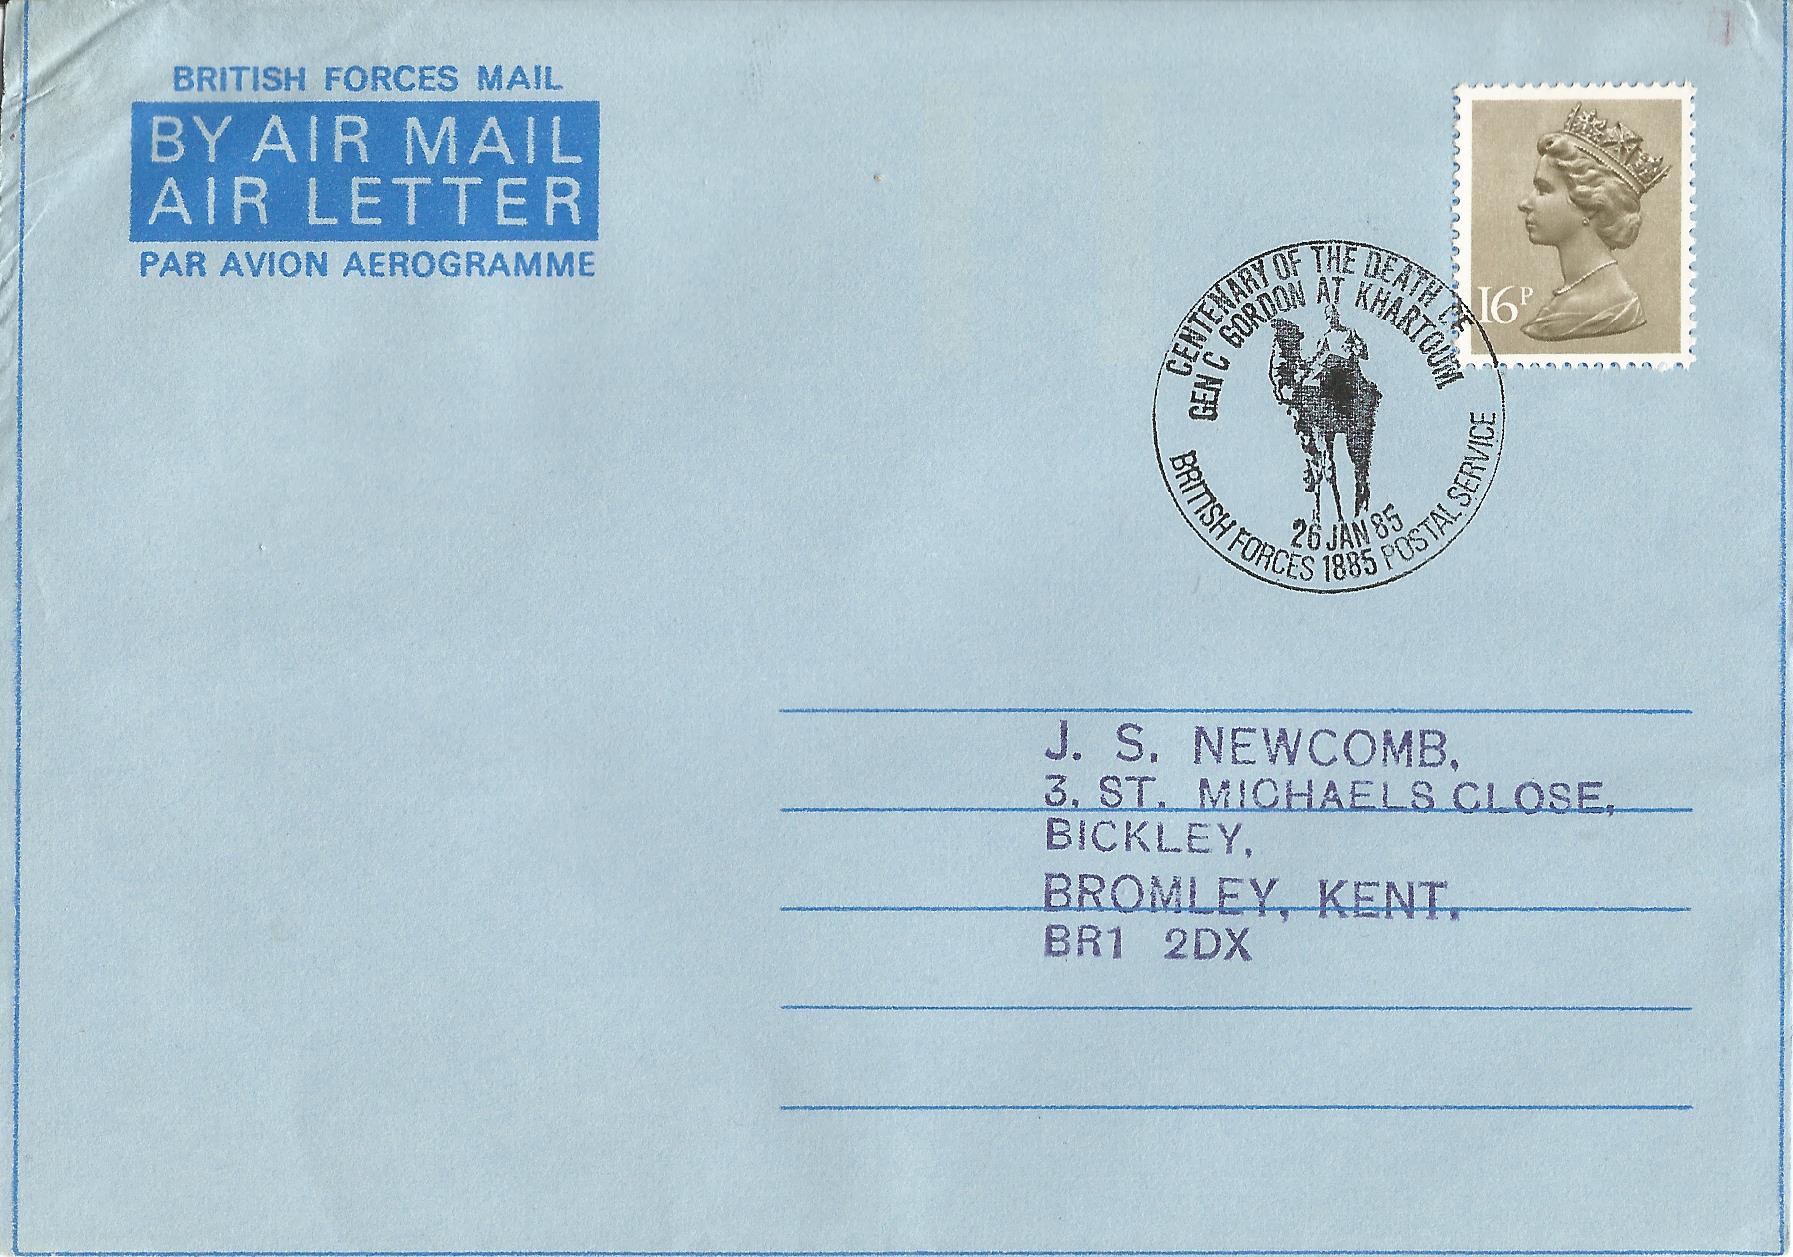 BRITISH FORCES MAIL
BY AIR MAIL
AIR LETTER
PAR AVION AEROGRAMME
16P
CENTENARY OF THE DEATH OF
GEN C GORDON AT KHARTOUM
26 JAN 85
BRITISH FORCES 1885 POSTAL SERVICE
J. S. NEWCOMB,
3, ST. MICHAELS CLOSE,
BICKLEY,
BROMLEY, KENT.
BR1 2DX